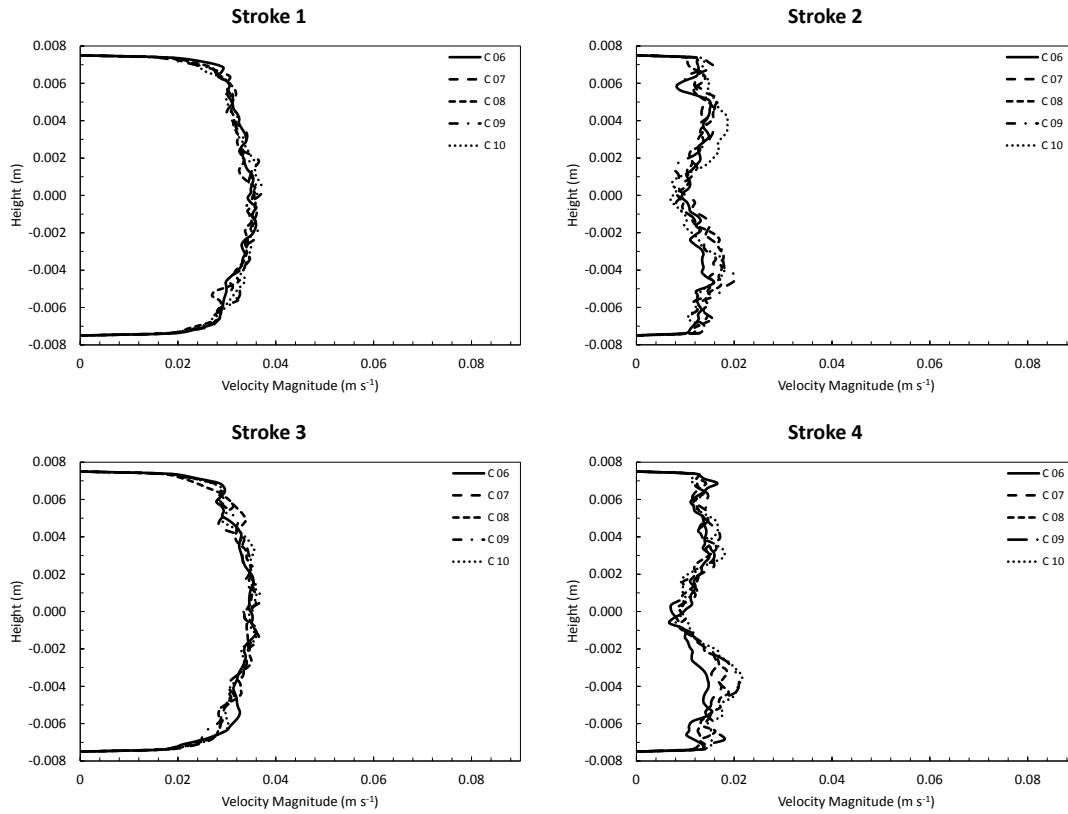 Stroke 1
0.008
0.006
0.004
0.002
0.000
-0.002
-0.004
-0.006
-0.008
Height (m)
0 0.02 0.04 0.06 0.08
Velocity Magnitude (m s-1)
C 06
C 07
C 08
C 09
C 10
Stroke 2
0.008
0.006
0.004
0.002
0.000
-0.002
-0.004
-0.006
-0.008
Height (m)
0 0.02 0.04 0.06 0.08
Velocity Magnitude (m s-1)
C 06
C 07
C 08
C 09
C 10
Stroke 3
0.008
0.006
0.004
0.002
0.000
-0.002
-0.004
-0.006
-0.008
Height (m)
0 0.02 0.04 0.06 0.08
Velocity Magnitude (m s-1)
C 06
C 07
C 08
C 09
C 10
Stroke 4
0.008
0.006
0.004
0.002
0.000
-0.002
-0.004
-0.006
-0.008
Height (m)
0 0.02 0.04 0.06 0.08
Velocity Magnitude (m s-1)
C 06
C 07
C 08
C 09
C 10